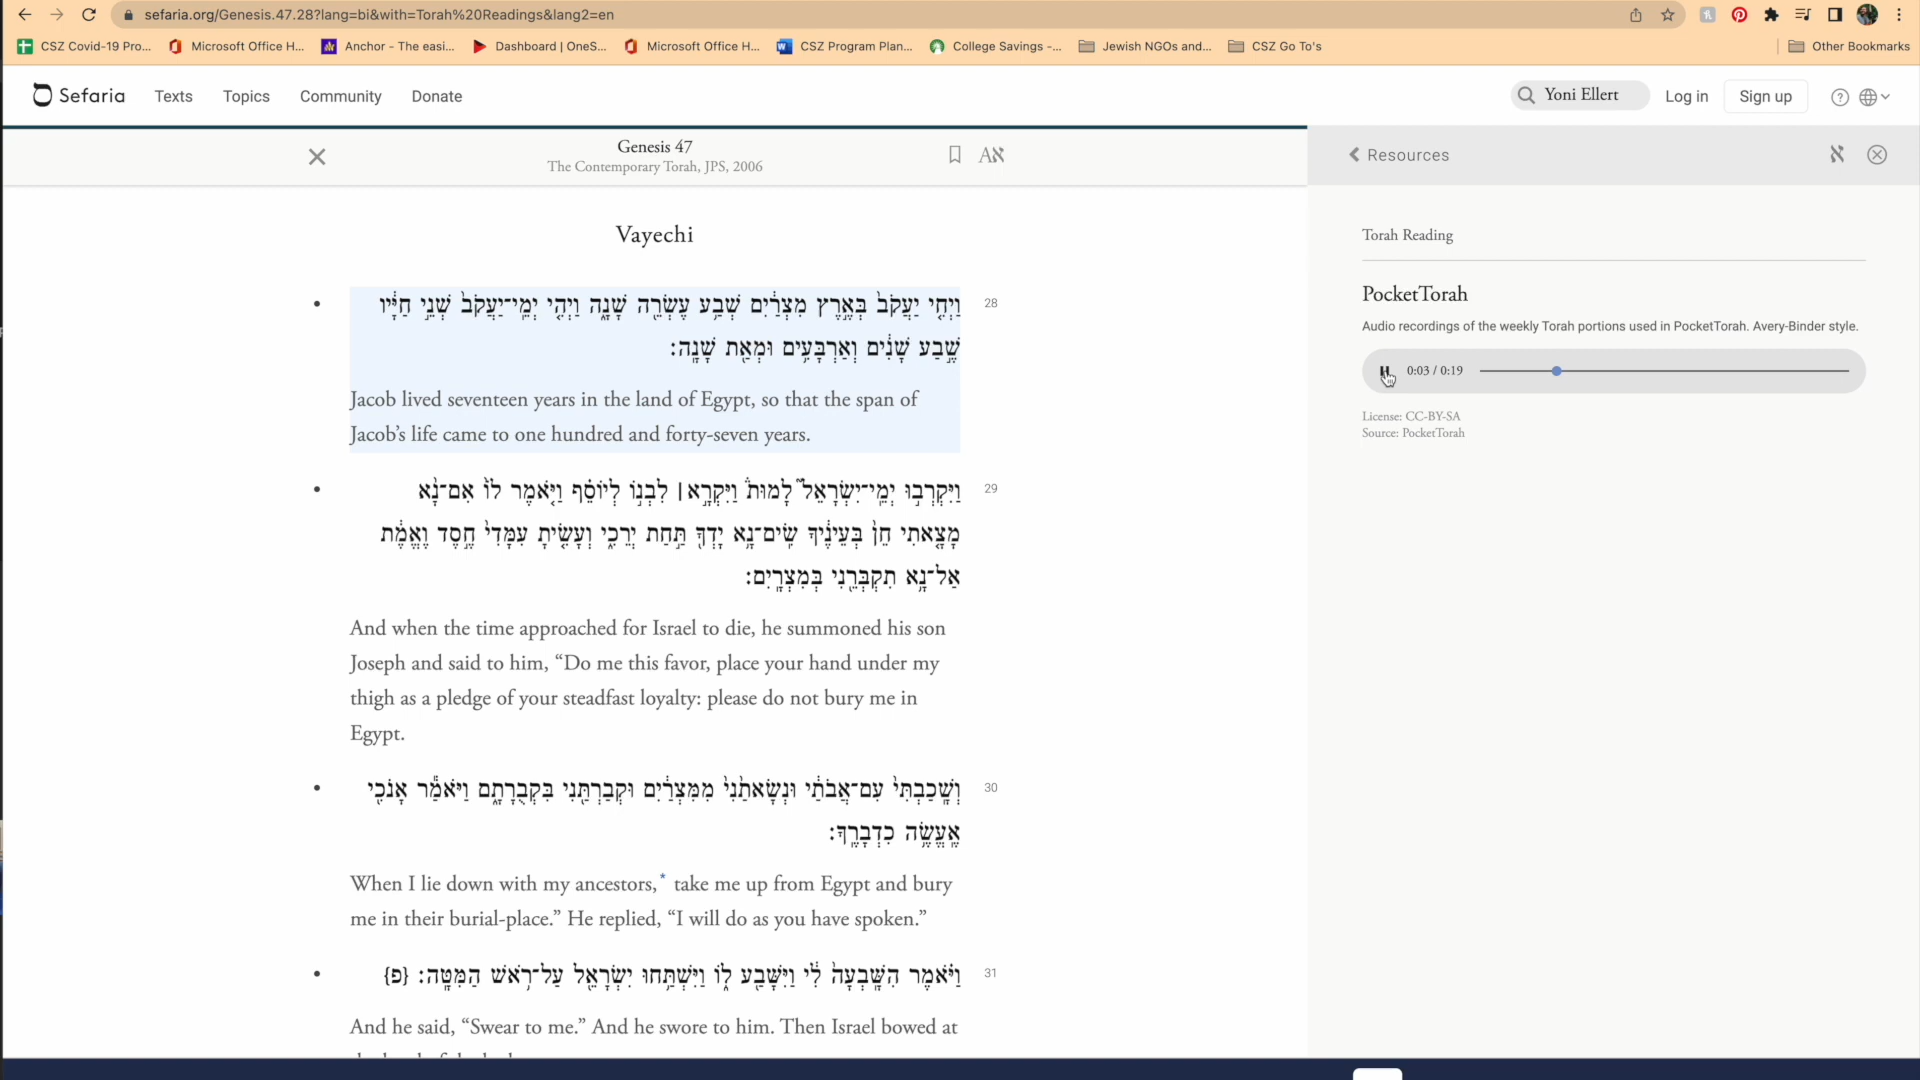 sefaria.org/Genesis.47.28?lang=bi&with=Torah%20Readings&lang2=en
CSZ Covid-19 Pro... Microsoft Office H... Anchor - The easi... Dashboard | OneS... Microsoft Office H... CSZ Program Plan... College Savings -... Jewish NGOs and... CSZ Go To's Other Bookmarks
Sefaria Texts Topics Community Donate Yoni Ellert Log in Sign up
Genesis 47
The Contemporary Torah, JPS, 2006
Vayechi
וַיְחִ֤י יַעֲקֹב֙ בְּאֶ֣רֶץ מִצְרַ֔יִם שְׁבַ֥ע עֶשְׂרֵ֖ה שָׁנָ֑ה וַיְהִ֤י יְמֵֽי־יַעֲקֹב֙ שְׁנֵ֣י חַיָּ֔יו 28
שֶׁ֣בַע שָׁנִ֔ים וְאַרְבָּעִ֥ים וּמְאַ֖ת שָׁנָֽה׃
Jacob lived seventeen years in the land of Egypt, so that the span of
Jacob’s life came to one hundred and forty-seven years.
וַיִּקְרְב֣וּ יְמֵֽי־יִשְׂרָאֵל֮ לָמוּת֒ וַיִּקְרָ֣א ׀ לִבְנ֣וֹ לְיוֹסֵ֗ף וַיֹּ֤אמֶר לוֹ֙ אִם־נָ֨א 29
מָצָ֤אתִי חֵן֙ בְּעֵינֶ֔יךָ שִֽׂים־נָ֥א יָדְךָ֖ תַּ֣חַת יְרֵכִ֑י וְעָשִׂ֤יתָ עִמָּדִי֙ חֶ֣סֶד וֶאֱמֶ֔ת
אַל־נָ֥א תִקְבְּרֵ֖נִי בְּמִצְרָֽיִם׃
And when the time approached for Israel to die, he summoned his son
Joseph and said to him, “Do me this favor, place your hand under my
thigh as a pledge of your steadfast loyalty: please do not bury me in
Egypt.
וְשָֽׁכַבְתִּי֙ עִם־אֲבֹתַ֔י וּנְשָׂאתַ֙נִי֙ מִמִּצְרַ֔יִם וּקְבַרְתַּ֖נִי בִּקְבֻרָתָ֑ם וַיֹּאמַ֕ר אָנֹכִ֖י 30
אֶֽעֱשֶׂ֥ה כִדְבָרֶֽךָ׃
When I lie down with my ancestors,* take me up from Egypt and bury
me in their burial-place.” He replied, “I will do as you have spoken.”
וַיֹּ֗אמֶר הִשָּֽׁבְעָה֙ לִ֔י וַיִּשָּׁבַ֖ע ל֑וֹ וַיִּשְׁתַּ֥חוּ יִשְׂרָאֵ֖ל עַל־רֹ֥אשׁ הַמִּטָּֽה׃ {פ} 31
And he said, “Swear to me.” And he swore to him. Then Israel bowed at
Resources
Torah Reading
PocketTorah
Audio recordings of the weekly Torah portions used in PocketTorah. Avery-Binder style.
0:03 / 0:19
License: CC-BY-SA
Source: PocketTorah